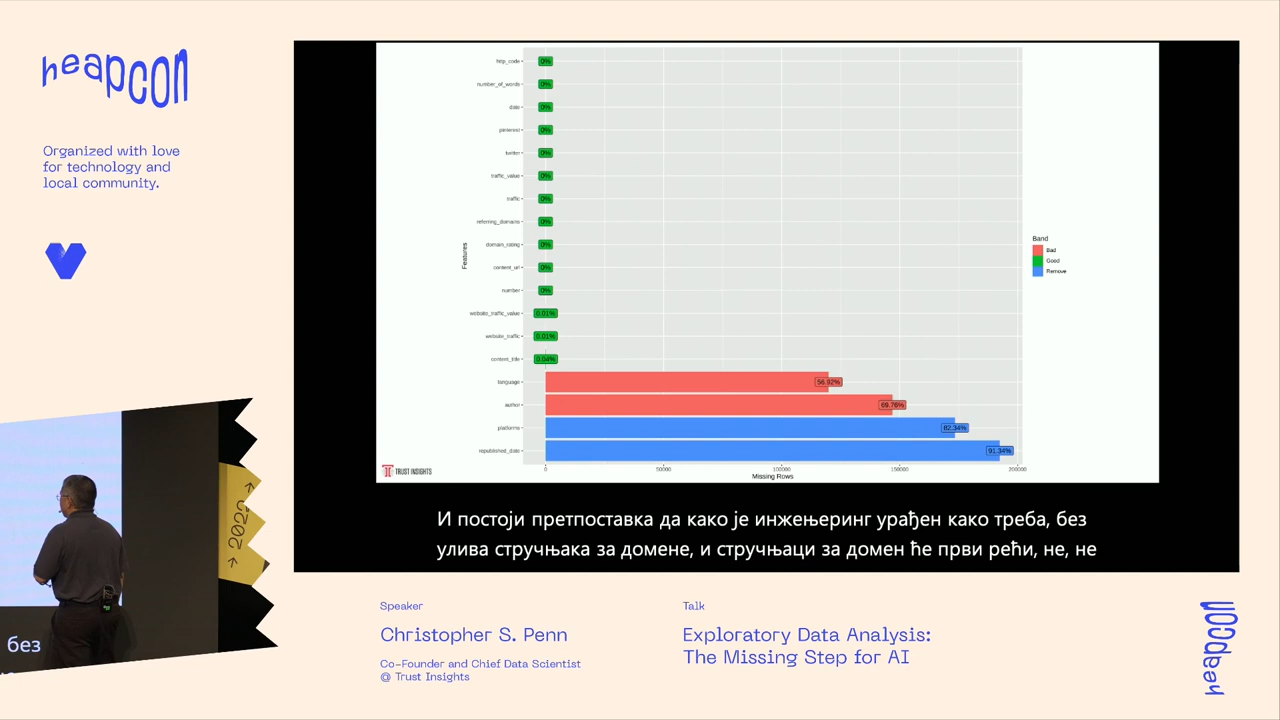 heapcon
Organized with love
for technology and
local community.
http_code
0%
number_of_words
0%
date
0%
pinterest
0%
twitter
0%
traffic_value
0%
traffic
0%
referring_domains
0%
domain_rating
0%
content_url
0%
number
0%
website_traffic_value
0.01%
website_traffic
0.01%
content_title
0.04%
language
56.92%
author
69.76%
platforms
82.34%
republished_date
91.34%
Features
0
50000
100000
150000
200000
Missing Rows
Band
Bad
Good
Remove
TRUST INSIGHTS
И постоји претпоставка да како је инжењеринг урађен како треба, без
улива стручњака за домене, и стручњаци за домен ће први рећи, не, не
без
← 2022 →
Speaker
Christopher S. Penn
Co-Founder and Chief Data Scientist
@ Trust Insights
Talk
Exploratory Data Analysis:
The Missing Step for AI
heapcon